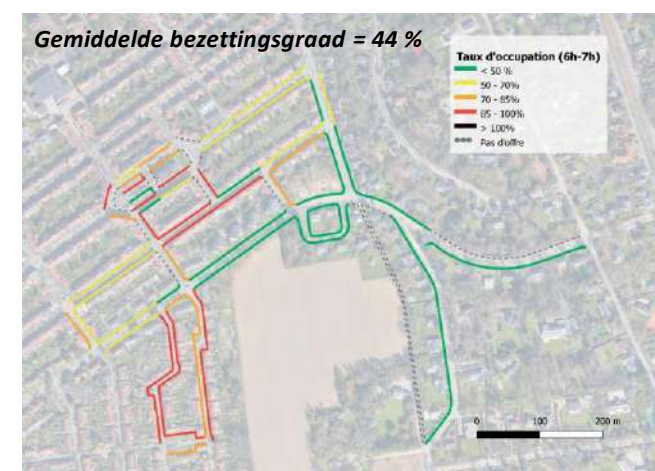 Gemiddelde bezettingsgraad = 44 %
Taux d'occupation (6h-7h)
< 50 %
50 - 70%
70 - 85%
85 - 100%
> 100%
Pas d'offre
0 100 200 m